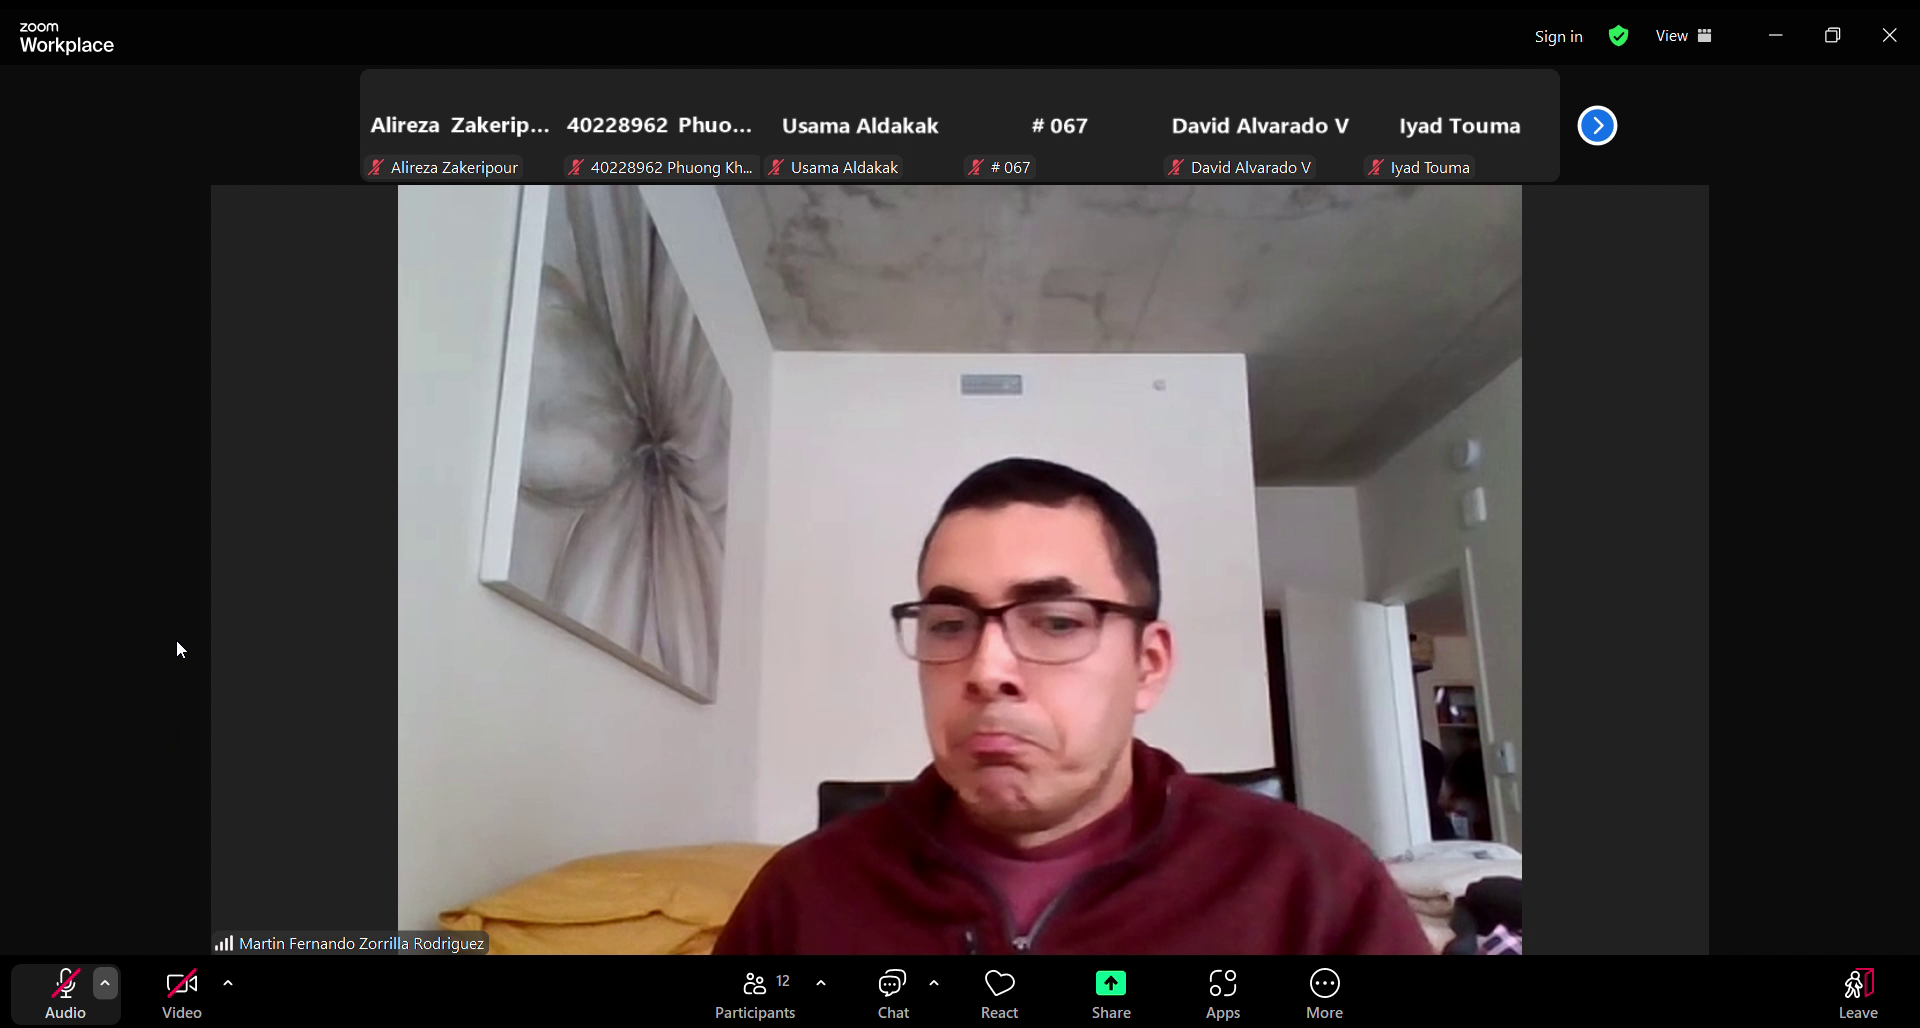 zoom
Workplace
Sign in
View
Alireza Zakerip...
40228962 Phuo...
Usama Aldakak
# 067
David Alvarado V
Iyad Touma
Alireza Zakeripour
40228962 Phuong Kh...
Usama Aldakak
# 067
David Alvarado V
Iyad Touma
Martin Fernando Zorrilla Rodriguez
Audio
Video
12
Participants
Chat
React
Share
Apps
More
Leave